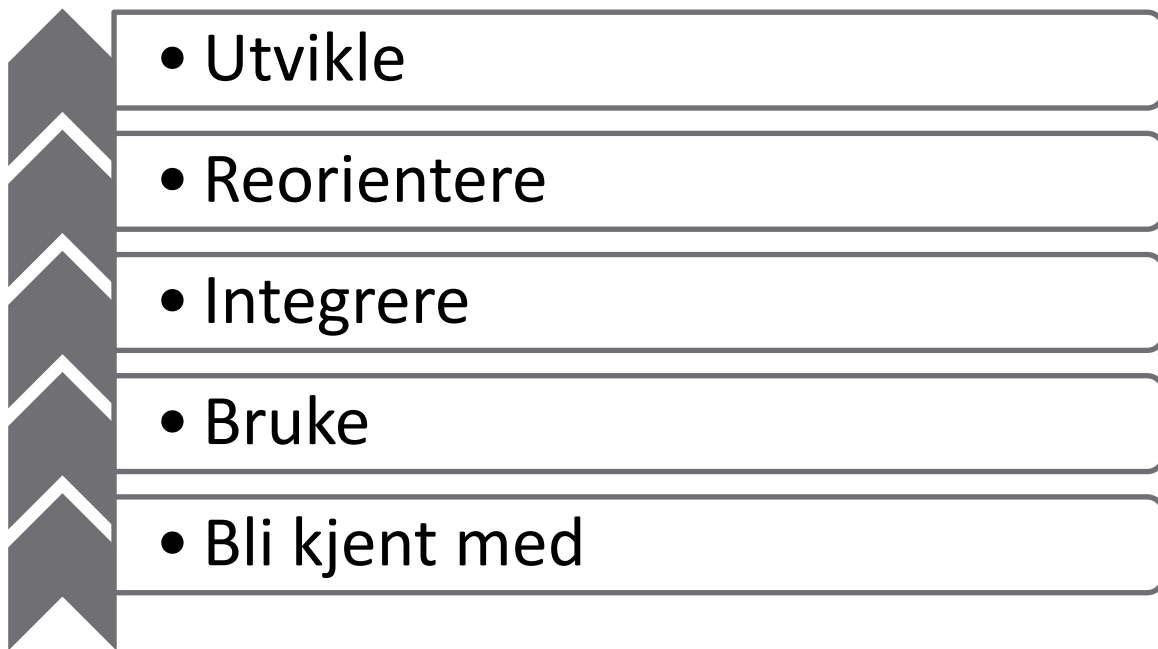 • Utvikle
• Reorientere
• Integrere
• Bruke
• Bli kjent med